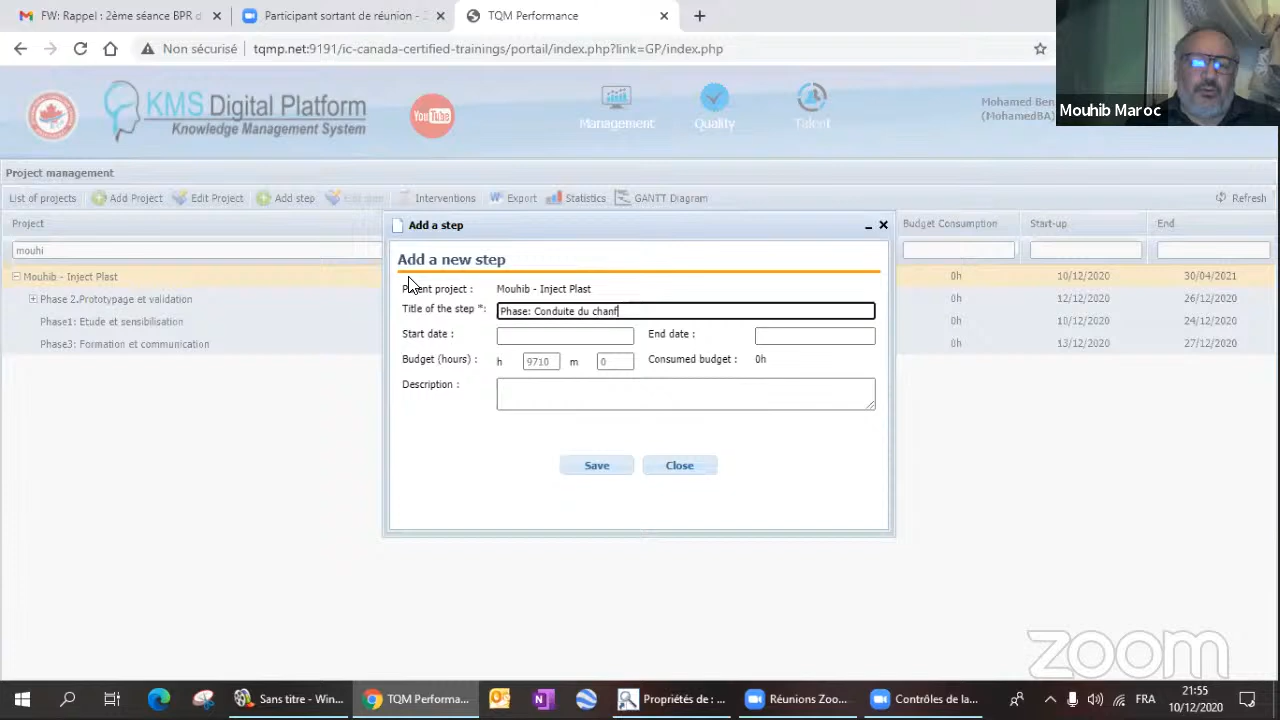 FW: Rappel : 2ème séance BPR d
Participant sortant de réunion - Z
TQM Performance
Non sécurisé
tqmp.net:9191/ic-canada-certified-trainings/portail/index.php?link=GP/index.php
KMS Digital Platform
Knowledge Management System
YouTube
Management
Quality
Talent
Mohamed Ben
(MohamedBA)
Mouhib Maroc
Project management
List of projects
Add Project
Edit Project
Add step
Interventions
Export
Statistics
GANTT Diagram
Refresh
Project
Budget Consumption
Start-up
End
mouhi
Mouhib - Inject Plast
0h
10/12/2020
30/04/2021
Phase 2.Prototypage et validation
0h
12/12/2020
26/12/2020
Phase1: Etude et sensibilisation
0h
10/12/2020
24/12/2020
Phase3: Formation et communication
0h
13/12/2020
27/12/2020
Add a step
Add a new step
Parent project :
Mouhib - Inject Plast
Title of the step *:
Phase: Conduite du chanf
Start date :
End date :
Budget (hours) :
h
9710
m
0
Consumed budget :
0h
Description :
Save
Close
zoom
Sans titre - Win...
TQM Performa...
Propriétés de : ...
Réunions Zoo...
Contrôles de la...
FRA
21:55
10/12/2020